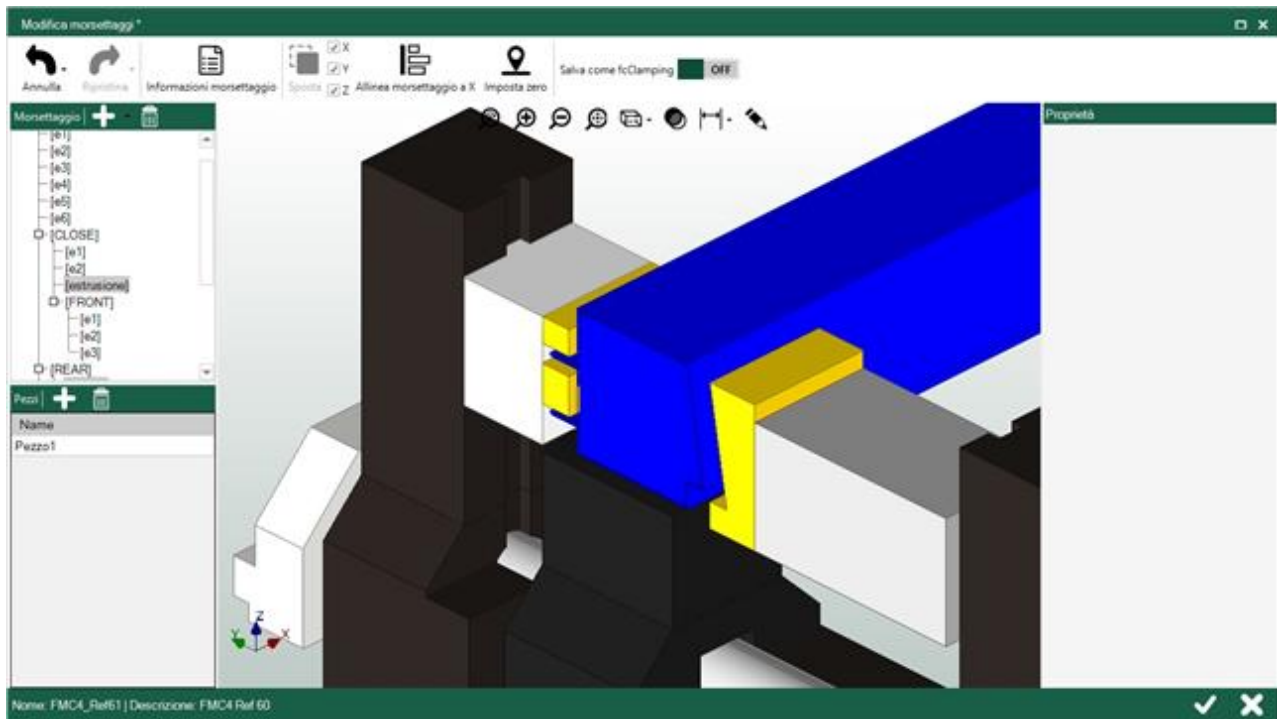 Modifica morsettaggi *
Annulla
Ripristina
Informazioni morsettaggio
Sposta
X
Y
Z
Allinea morsettaggio a X
Imposta zero
Salva come fcClamping
OFF
Morsettaggio
[e1]
[e2]
[e3]
[e4]
[e5]
[e6]
[CLOSE]
[e1]
[e2]
[estrusione]
[FRONT]
[e1]
[e2]
[e3]
[REAR]
Pezzi
Name
Pezzo1
Proprietà
Z
Y
X
Nome: FMC4_Ref61 | Descrizione: FMC4 Ref 60